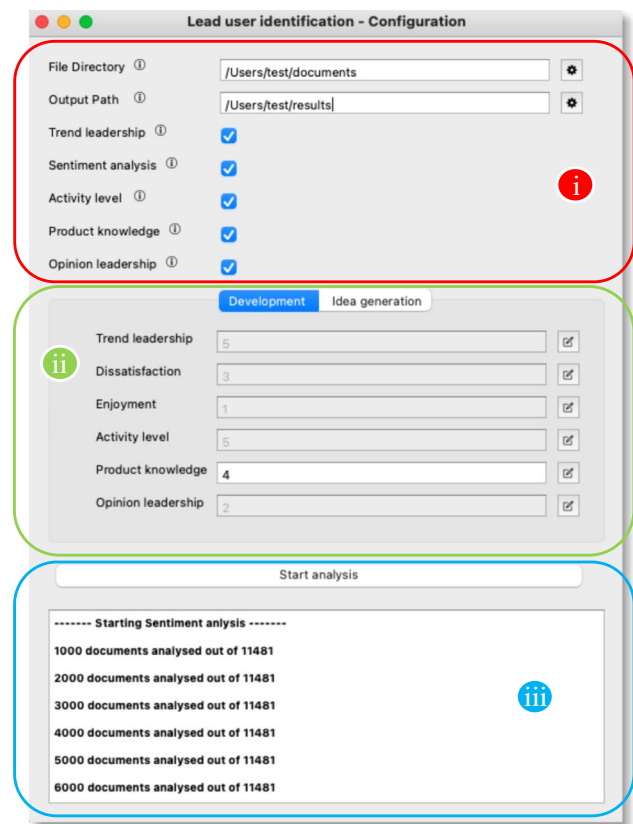 Lead user identification - Configuration
File Directory ⓘ /Users/test/documents
Output Path ⓘ /Users/test/results
Trend leadership ⓘ
Sentiment analysis ⓘ
i
Activity level ⓘ
Product knowledge ⓘ
Opinion leadership ⓘ
Development Idea generation
Trend leadership 5
ii
Dissatisfaction 3
Enjoyment 1
Activity level 5
Product knowledge 4
Opinion leadership 2
Start analysis
------- Starting Sentiment anlysis -------
1000 documents analysed out of 11481
2000 documents analysed out of 11481
iii
3000 documents analysed out of 11481
4000 documents analysed out of 11481
5000 documents analysed out of 11481
6000 documents analysed out of 11481